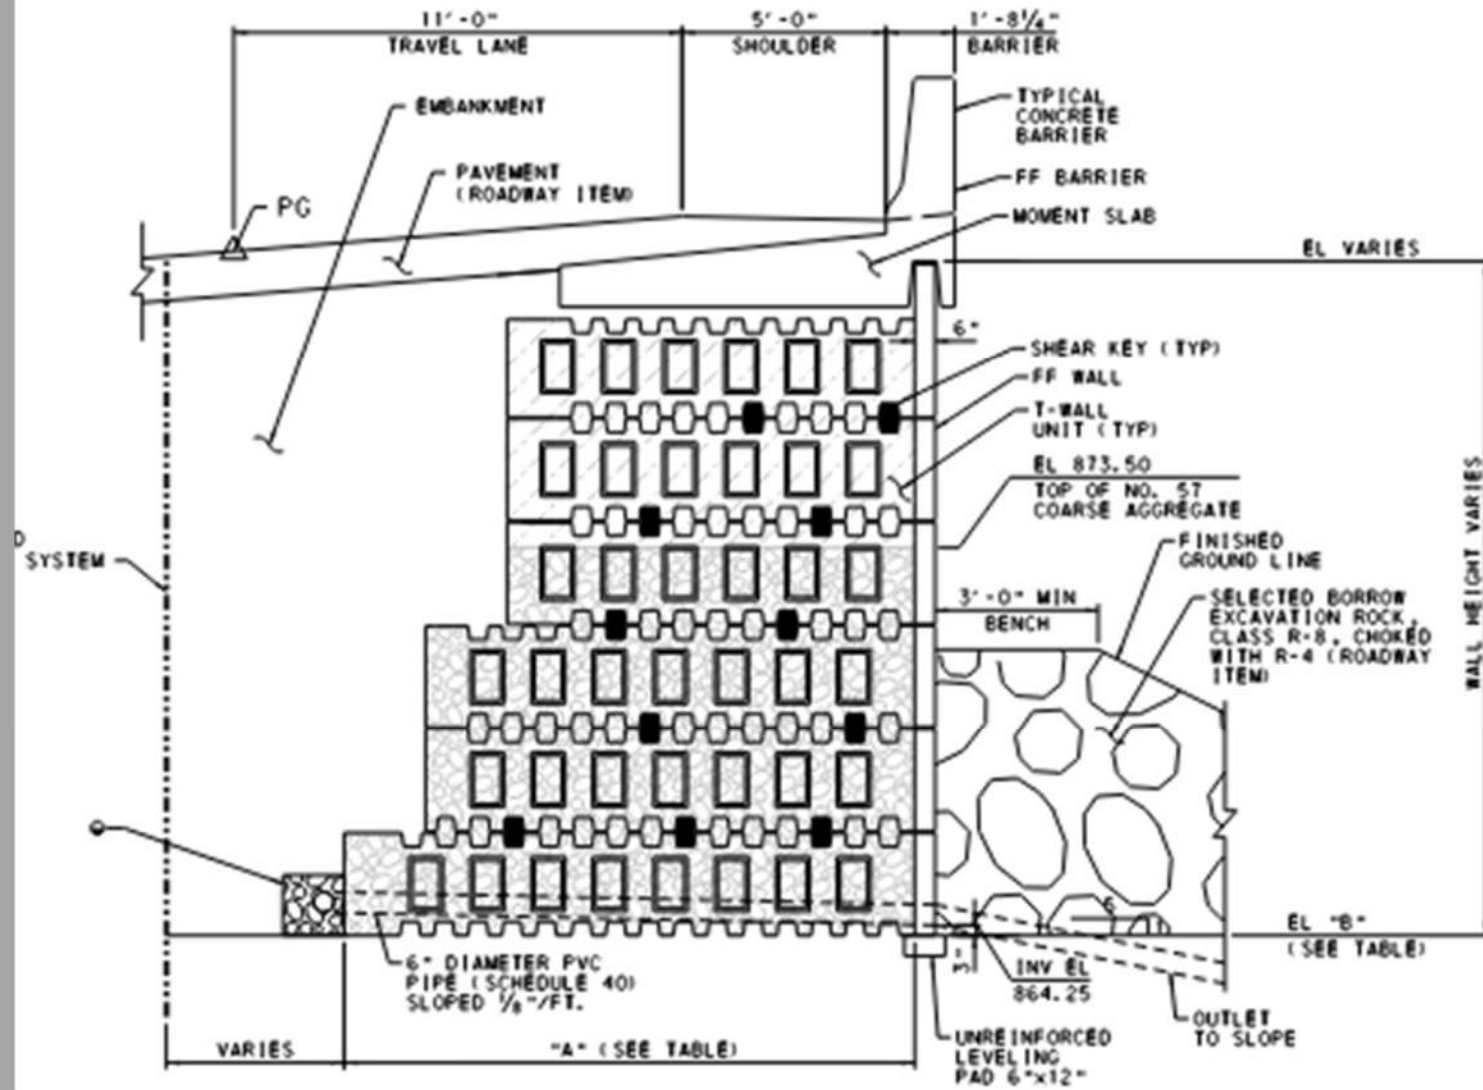 11'-0"
TRAVEL LANE
5'-0"
SHOULDER
1'-8¼"
BARRIER
EMBANKMENT
TYPICAL
CONCRETE
BARRIER
PAVEMENT
(ROADWAY ITEM)
FF BARRIER
PG
MOMENT SLAB
EL VARIES
6"
SHEAR KEY (TYP)
FF WALL
T-WALL
UNIT (TYP)
EL 873.50
TOP OF NO. 57
COARSE AGGREGATE
WALL HEIGHT VARIES
D
SYSTEM
FINISHED
GROUND LINE
3'-0" MIN
BENCH
SELECTED BORROW
EXCAVATION ROCK,
CLASS R-8, CHOKED
WITH R-4 (ROADWAY
ITEM)
6
EL "B"
(SEE TABLE)
6" DIAMETER PVC
PIPE (SCHEDULE 40)
SLOPED ⅛"/FT.
3"
INV EL
864.25
OUTLET
TO SLOPE
VARIES
"A" (SEE TABLE)
UNREINFORCED
LEVELING
PAD 6"x12"